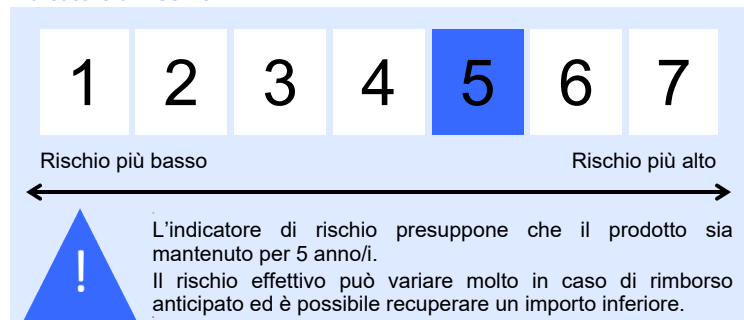 1 2 3 4 5 6 7
Rischio più basso Rischio più alto
!
L'indicatore di rischio presuppone che il prodotto sia
mantenuto per 5 anno/i.
Il rischio effettivo può variare molto in caso di rimborso
anticipato ed è possibile recuperare un importo inferiore.